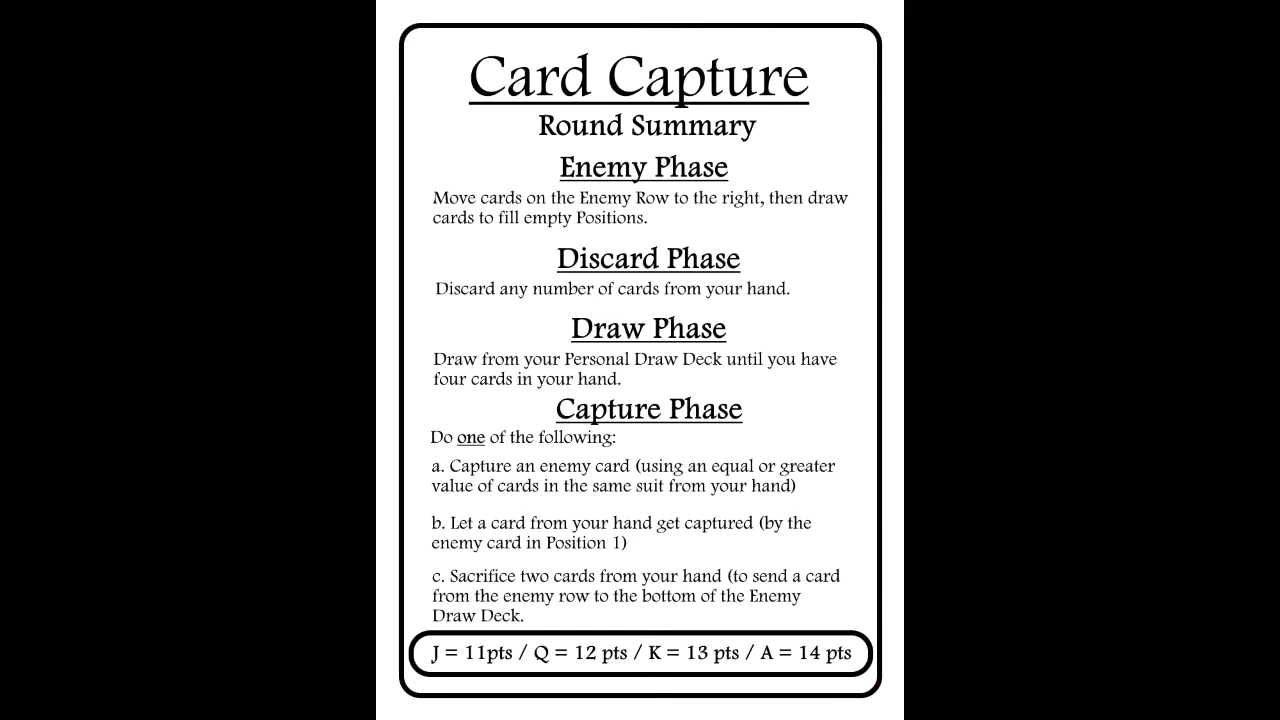 Card Capture
Round Summary
Enemy Phase
Move cards on the Enemy Row to the right, then draw
cards to fill empty Positions.
Discard Phase
Discard any number of cards from your hand.
Draw Phase
Draw from your Personal Draw Deck until you have
four cards in your hand.
Capture Phase
Do one of the following:
a. Capture an enemy card (using an equal or greater
value of cards in the same suit from your hand)
b. Let a card from your hand get captured (by the
enemy card in Position 1)
c. Sacrifice two cards from your hand (to send a card
from the enemy row to the bottom of the Enemy
Draw Deck.
J = 11pts / Q = 12 pts / K = 13 pts / A = 14 pts